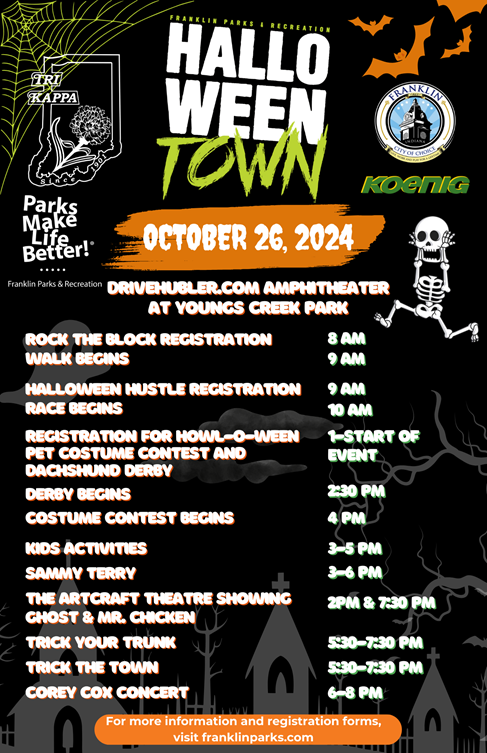 FRANKLIN PARKS & RECREATION
HALLO
WEEN
TOWN
TRI
KAPPA
Since 1901
FRANKLIN
CITY OF CHOICE
KOENIG
Parks
Make
Life
Better!®
Franklin Parks & Recreation
OCTOBER 26, 2024
DRIVEHUBLER.COM AMPHITHEATER
AT YOUNGS CREEK PARK
ROCK THE BLOCK REGISTRATION 8 AM
WALK BEGINS 9 AM
HALLOWEEN HUSTLE REGISTRATION 9 AM
RACE BEGINS 10 AM
REGISTRATION FOR HOWL-O-WEEN 1-START OF
PET COSTUME CONTEST AND EVENT
DACHSHUND DERBY
DERBY BEGINS 2:30 PM
COSTUME CONTEST BEGINS 4 PM
KIDS ACTIVITIES 3-5 PM
SAMMY TERRY 3-6 PM
THE ARTCRAFT THEATRE SHOWING 2PM & 7:30 PM
GHOST & MR. CHICKEN
TRICK YOUR TRUNK 5:30-7:30 PM
TRICK THE TOWN 5:30-7:30 PM
COREY COX CONCERT 6-8 PM
For more information and registration forms,
visit franklinparks.com